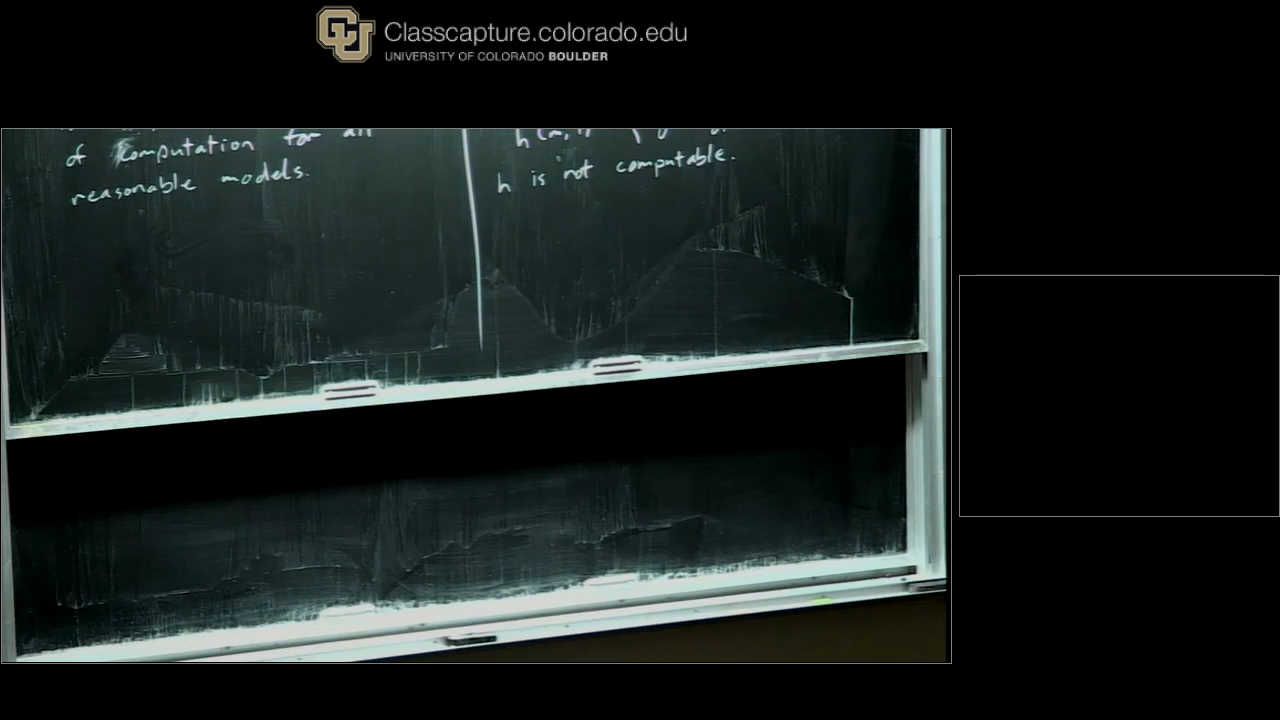 Classcapture.colorado.edu
UNIVERSITY OF COLORADO BOULDER
of computation for all
reasonable models.
h is not computable.